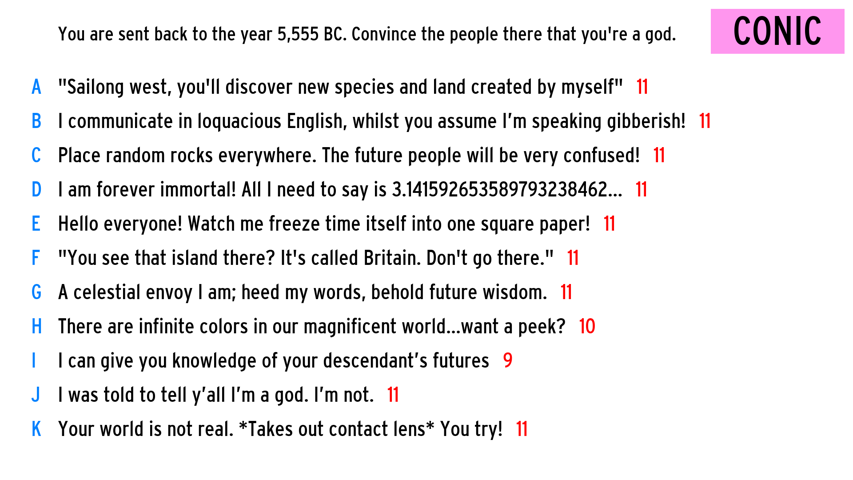 You are sent back to the year 5,555 BC. Convince the people there that you're a god.
CONIC
A "Sailong west, you'll discover new species and land created by myself" 11
B I communicate in loquacious English, whilst you assume I'm speaking gibberish! 11
C Place random rocks everywhere. The future people will be very confused! 11
D I am forever immortal! All I need to say is 3.141592653589793238462... 11
E Hello everyone! Watch me freeze time itself into one square paper! 11
F "You see that island there? It's called Britain. Don't go there." 11
G A celestial envoy I am; heed my words, behold future wisdom. 11
H There are infinite colors in our magnificent world...want a peek? 10
I I can give you knowledge of your descendant's futures 9
J I was told to tell y'all I'm a god. I'm not. 11
K Your world is not real. *Takes out contact lens* You try! 11